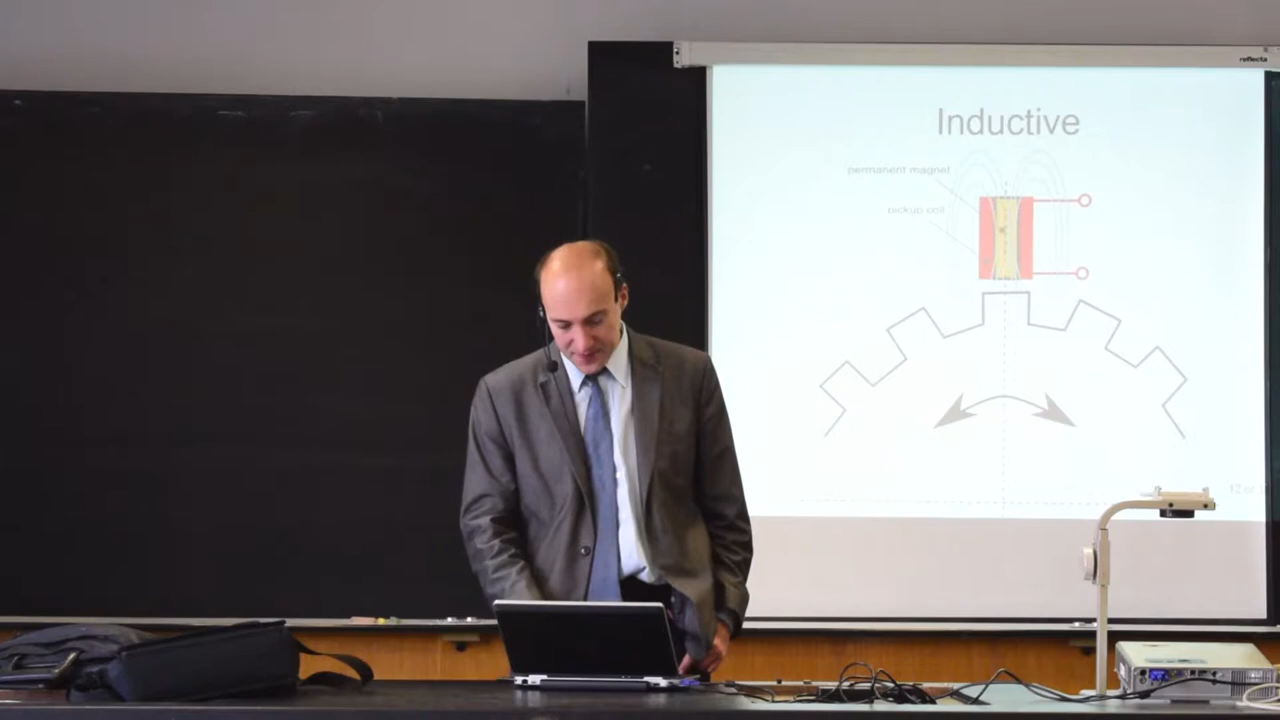 reflecta
Inductive
permanent magnet
pickup coil